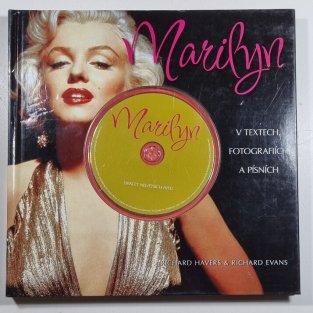 Marilyn
Marilyn
V TEXTECH,
FOTOGRAFIÍCH
A PÍSNÍCH
RICHARD HAVERS & RICHARD EVANS